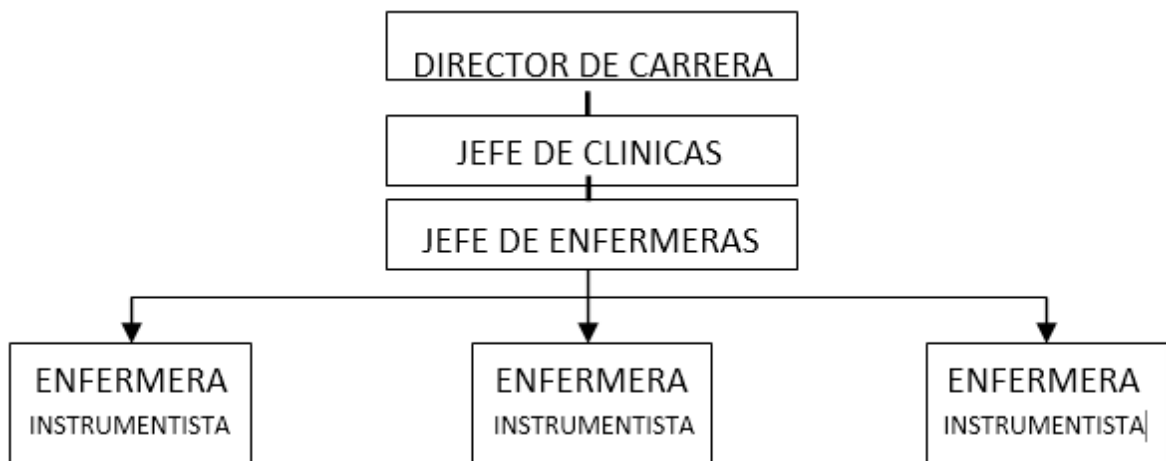 DIRECTOR DE CARRERA
JEFE DE CLINICAS
JEFE DE ENFERMERAS
ENFERMERA
INSTRUMENTISTA
ENFERMERA
INSTRUMENTISTA
ENFERMERA
INSTRUMENTISTA